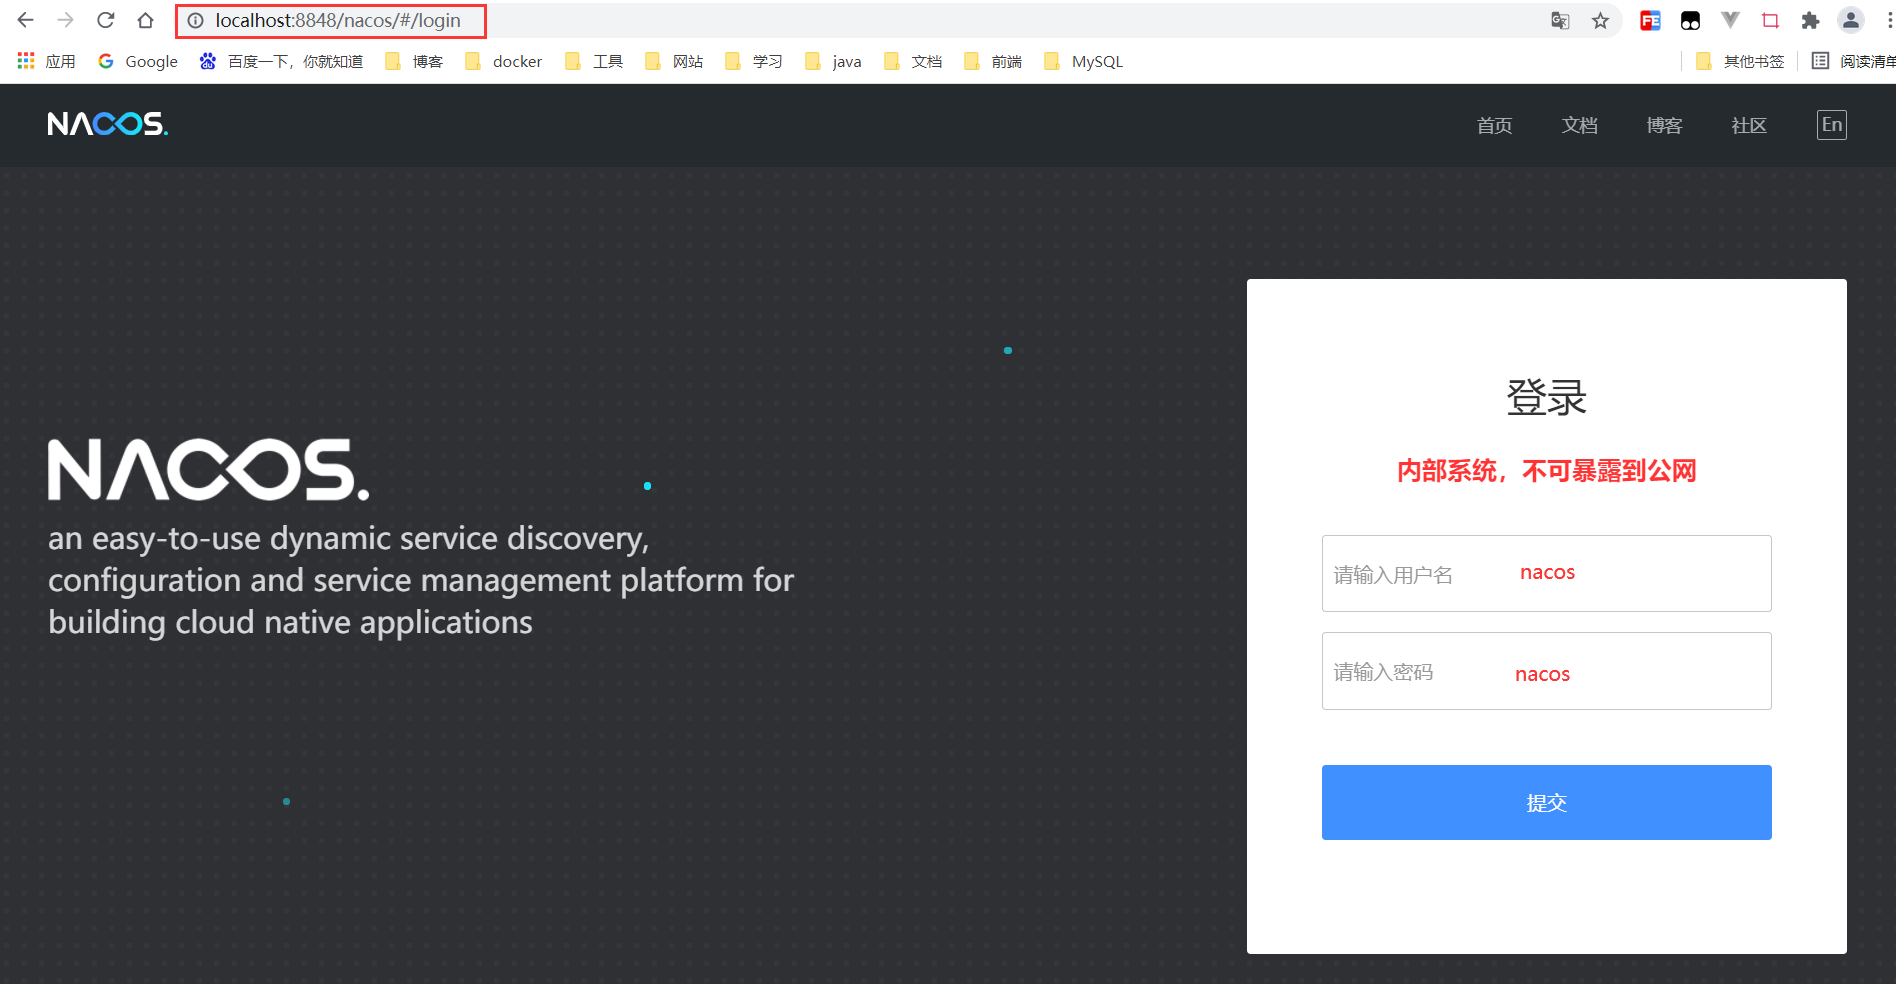 localhost:8848/nacos/#/login
应用 Google 百度一下，你就知道 博客 docker 工具 网站 学习 java 文档 前端 MySQL 其他书签 阅读清单
NACOS. 首页 文档 博客 社区 En
NACOS.
an easy-to-use dynamic service discovery,
configuration and service management platform for
building cloud native applications
登录
内部系统，不可暴露到公网
请输入用户名 nacos
请输入密码 nacos
提交